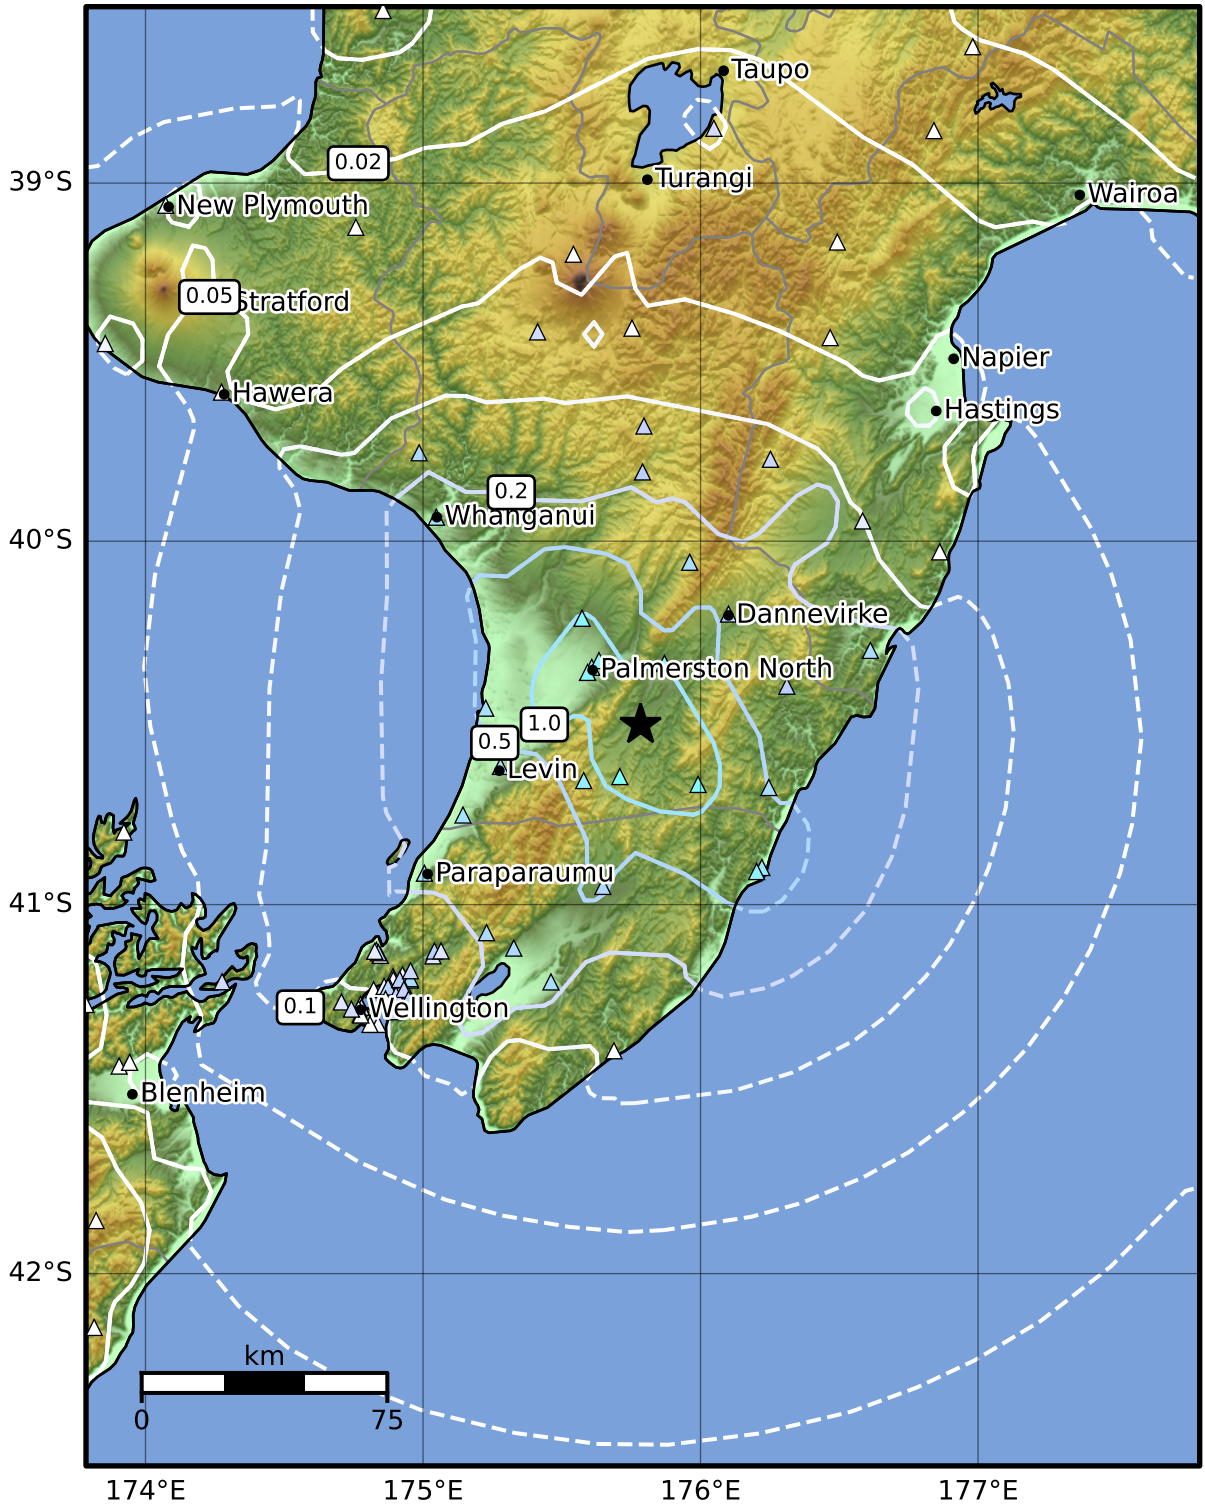 Taupo
0.02
39°S
Turangi
Wairoa
New Plymouth
0.05
Stratford
Napier
Hawera
Hastings
0.2
Whanganui
40°S
Dannevirke
Palmerston North
1.0
0.5
Levin
Paraparaumu
41°S
0.1
Wellington
Blenheim
42°S
km
0
75
174°E
175°E
176°E
177°E